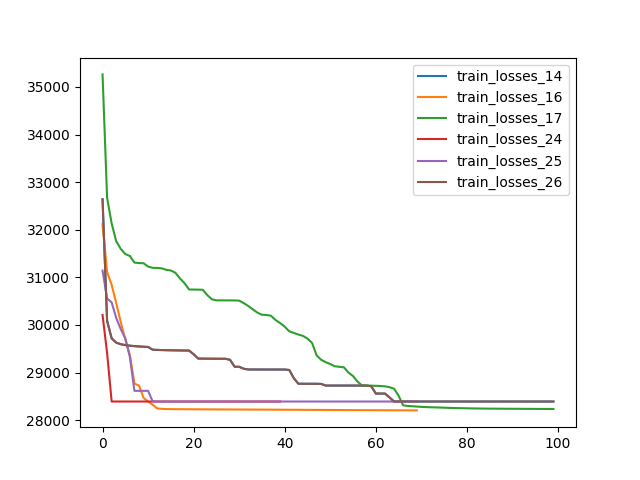 35000
34000
33000
32000
31000
30000
29000
28000
0
20
40
60
80
100
train_losses_14
train_losses_16
train_losses_17
train_losses_24
train_losses_25
train_losses_26